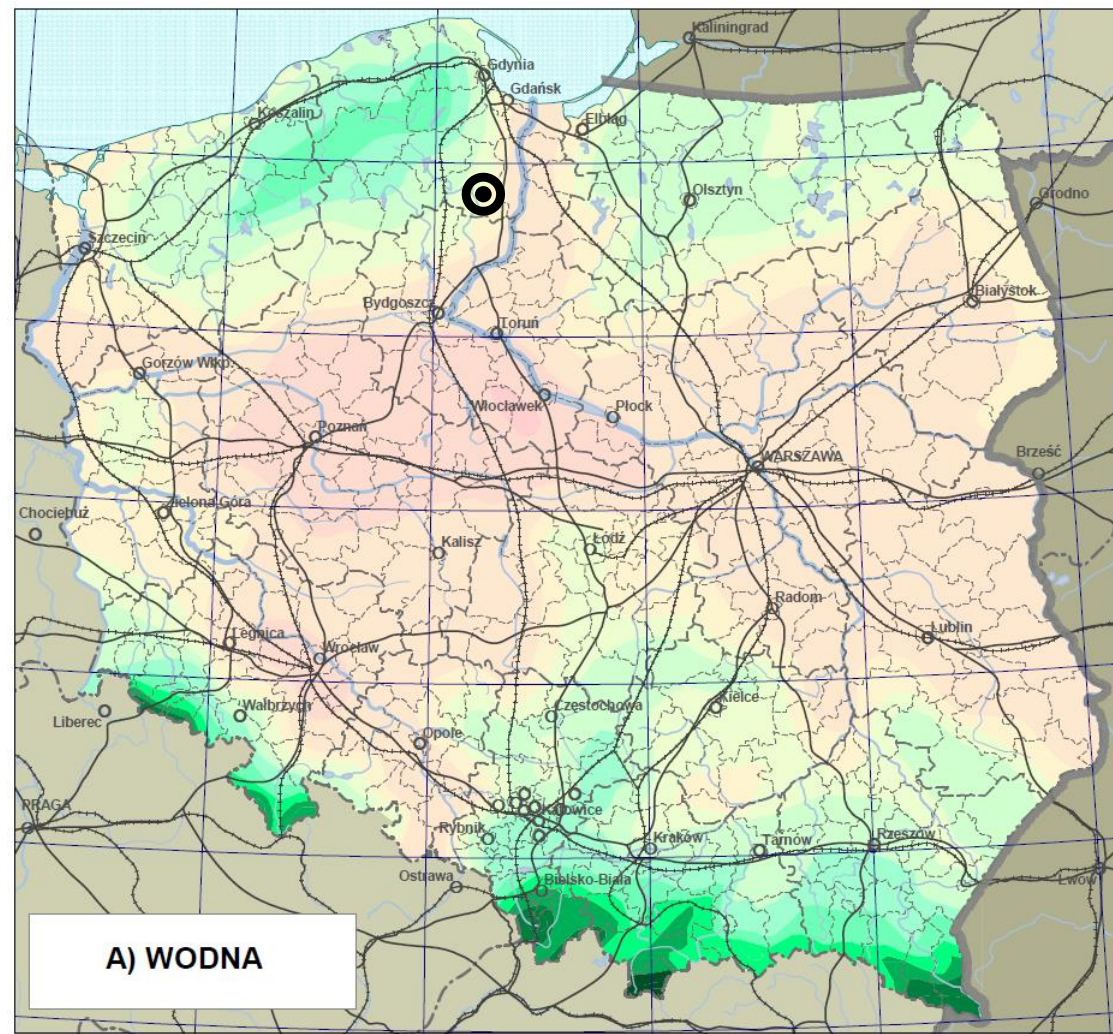 Kaliningrad
Gdynia
Gdańsk
Koszalin
Elbląg
Olsztyn
Grodno
Szczecin
Białystok
Bydgoszcz
Toruń
Gorzów Wlkp.
Włocławek
Płock
Poznań
WARSZAWA
Brześć
Zielona Góra
Chociebuż
Kalisz
Łódź
Radom
Legnica
Wrocław
Lublin
Liberec
Wałbrzych
Częstochowa
Kielce
Opole
PRAGA
Katowice
Rybnik
Kraków
Tarnów
Rzeszów
Ostrawa
Bielsko-Biała
Lwów
A) WODNA